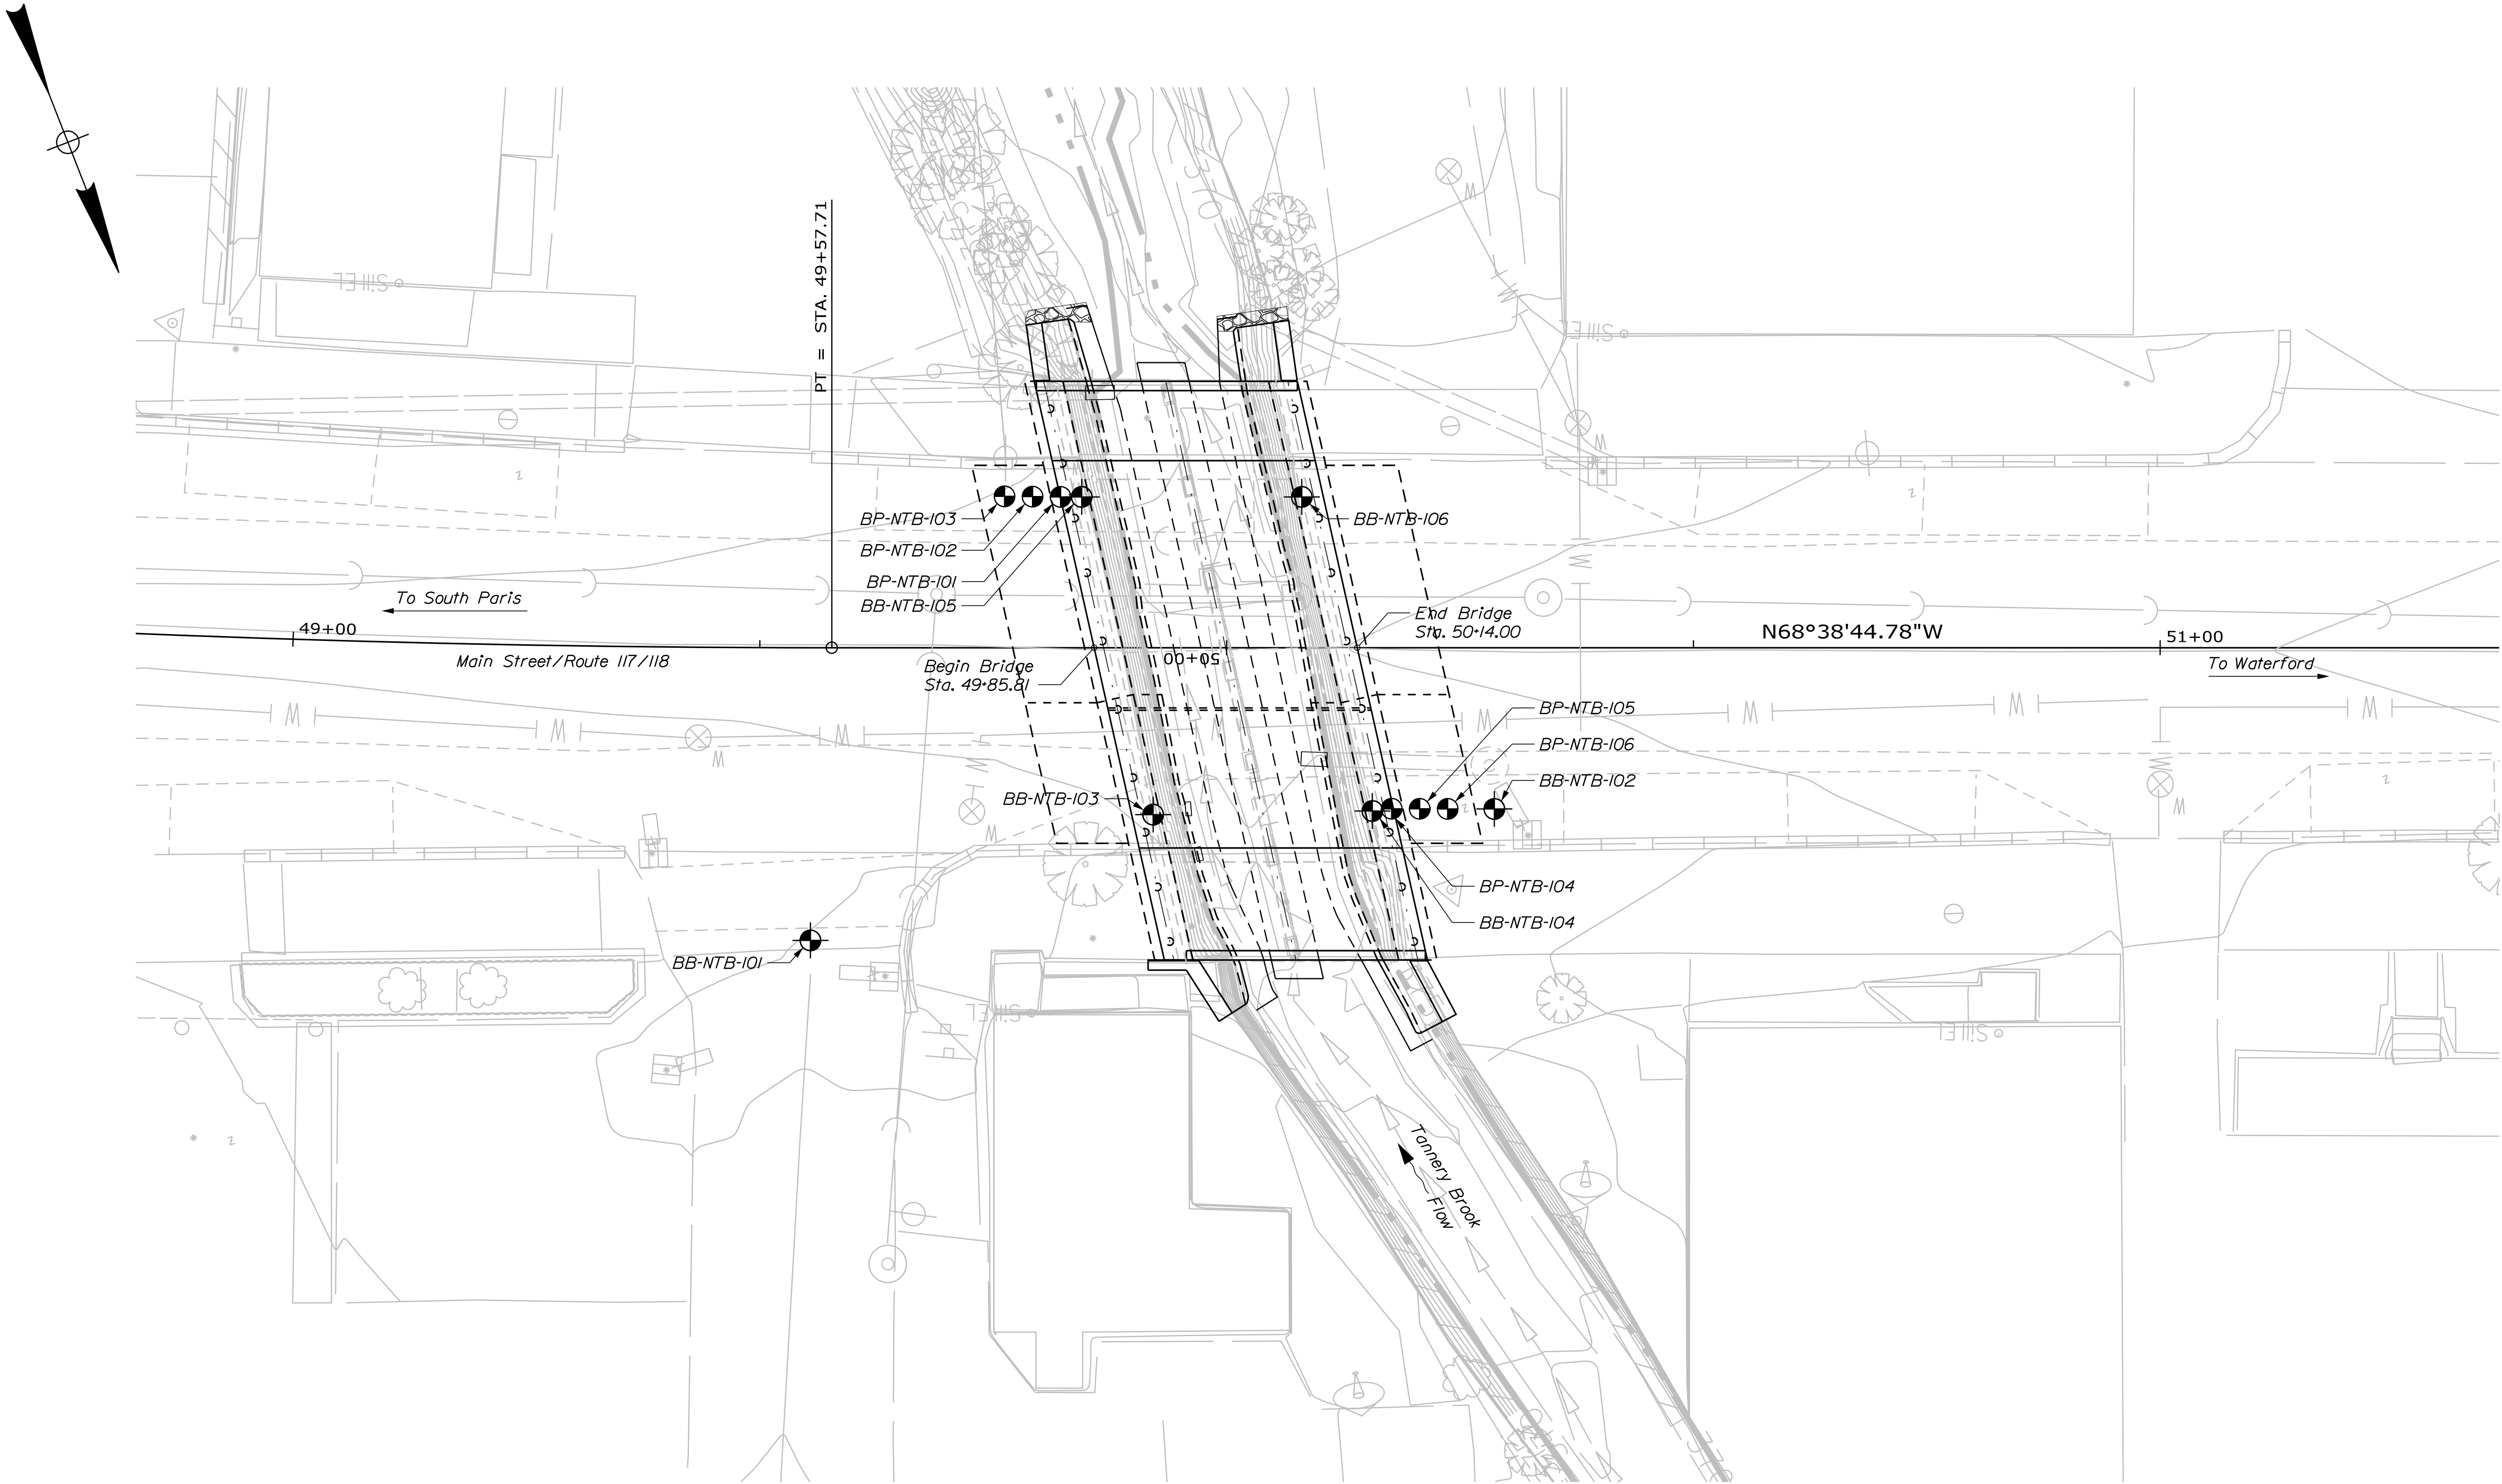 PT = STA. 49+57.71
BP-NTB-103
BP-NTB-102
BP-NTB-101
BB-NTB-105
BB-NTB-106
To South Paris
49+00
Main Street/Route 117/118
Begin Bridge
Sta. 49+85.81
50+00
End Bridge
Sta. 50+14.00
N68°38'44.78"W
51+00
To Waterford
BP-NTB-105
BP-NTB-106
BB-NTB-102
BB-NTB-103
BP-NTB-104
BB-NTB-104
BB-NTB-101
Tannery Brook
Flow
W
W
W
W
W
W
W
W
W
W
W
W